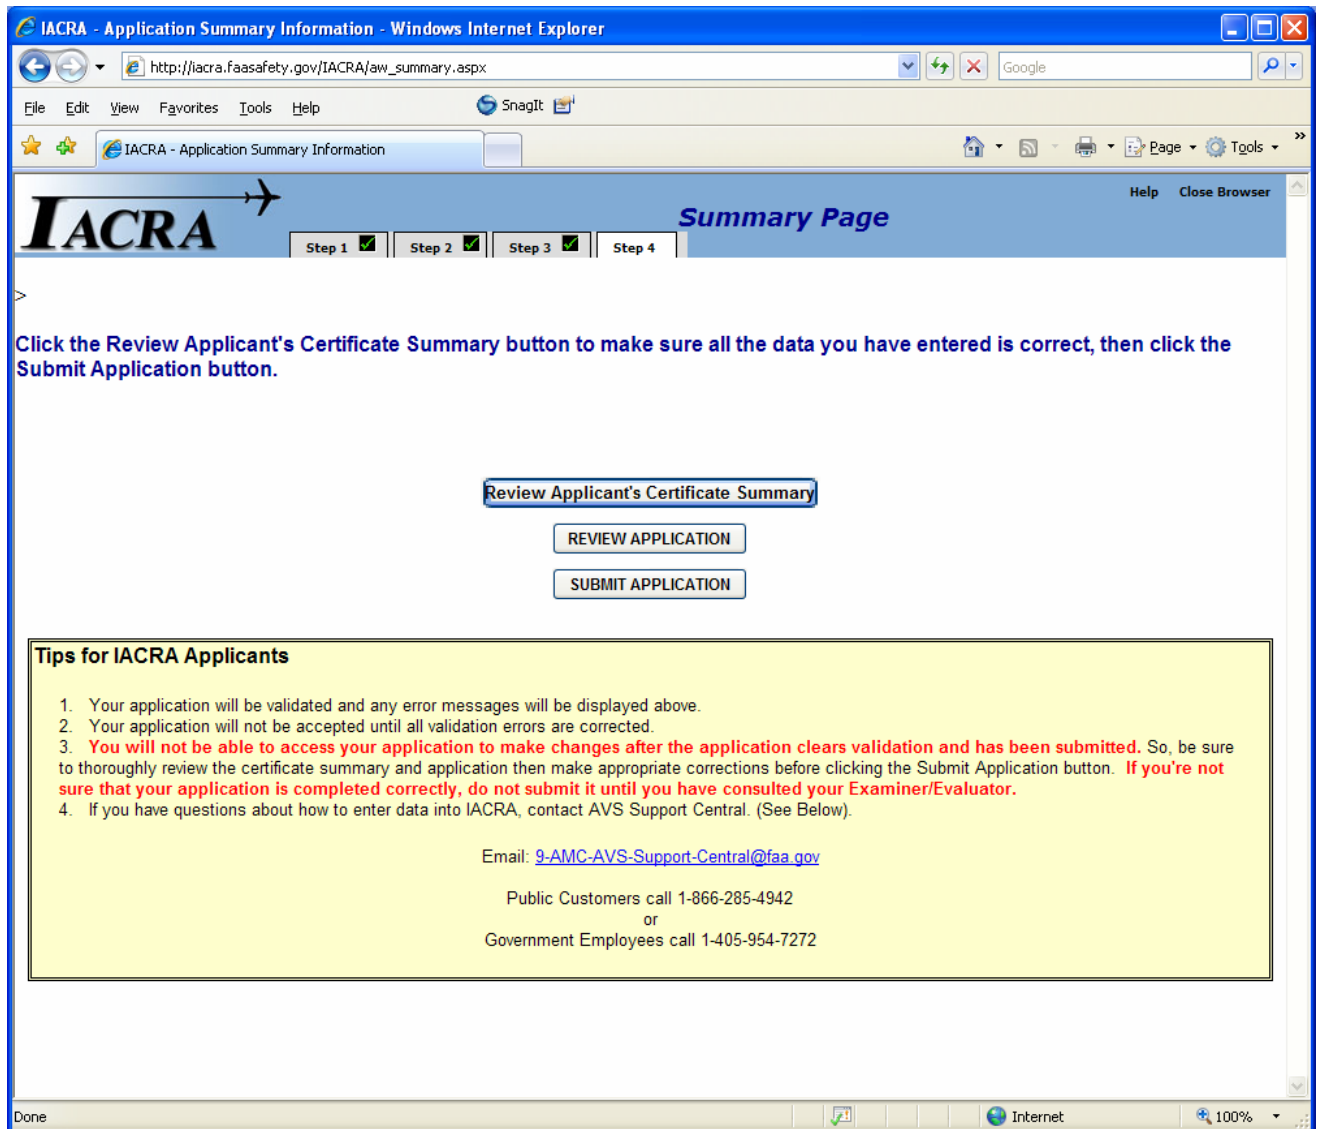 IACRA - Application Summary Information - Windows Internet Explorer
http://iacra.faasafety.gov/IACRA/aw_summary.aspx
Google
File Edit View Favorites Tools Help
SnagIt
IACRA - Application Summary Information
Page Tools
IACRA
Summary Page
Help Close Browser
Step 1 Step 2 Step 3 Step 4
>
Click the Review Applicant's Certificate Summary button to make sure all the data you have entered is correct, then click the
Submit Application button.
Review Applicant's Certificate Summary
REVIEW APPLICATION
SUBMIT APPLICATION
Tips for IACRA Applicants
1. Your application will be validated and any error messages will be displayed above.
2. Your application will not be accepted until all validation errors are corrected.
3. You will not be able to access your application to make changes after the application clears validation and has been submitted. So, be sure
to thoroughly review the certificate summary and application then make appropriate corrections before clicking the Submit Application button. If you're not
sure that your application is completed correctly, do not submit it until you have consulted your Examiner/Evaluator.
4. If you have questions about how to enter data into IACRA, contact AVS Support Central. (See Below).
Email: 9-AMC-AVS-Support-Central@faa.gov
Public Customers call 1-866-285-4942
or
Government Employees call 1-405-954-7272
Done
Internet
100%